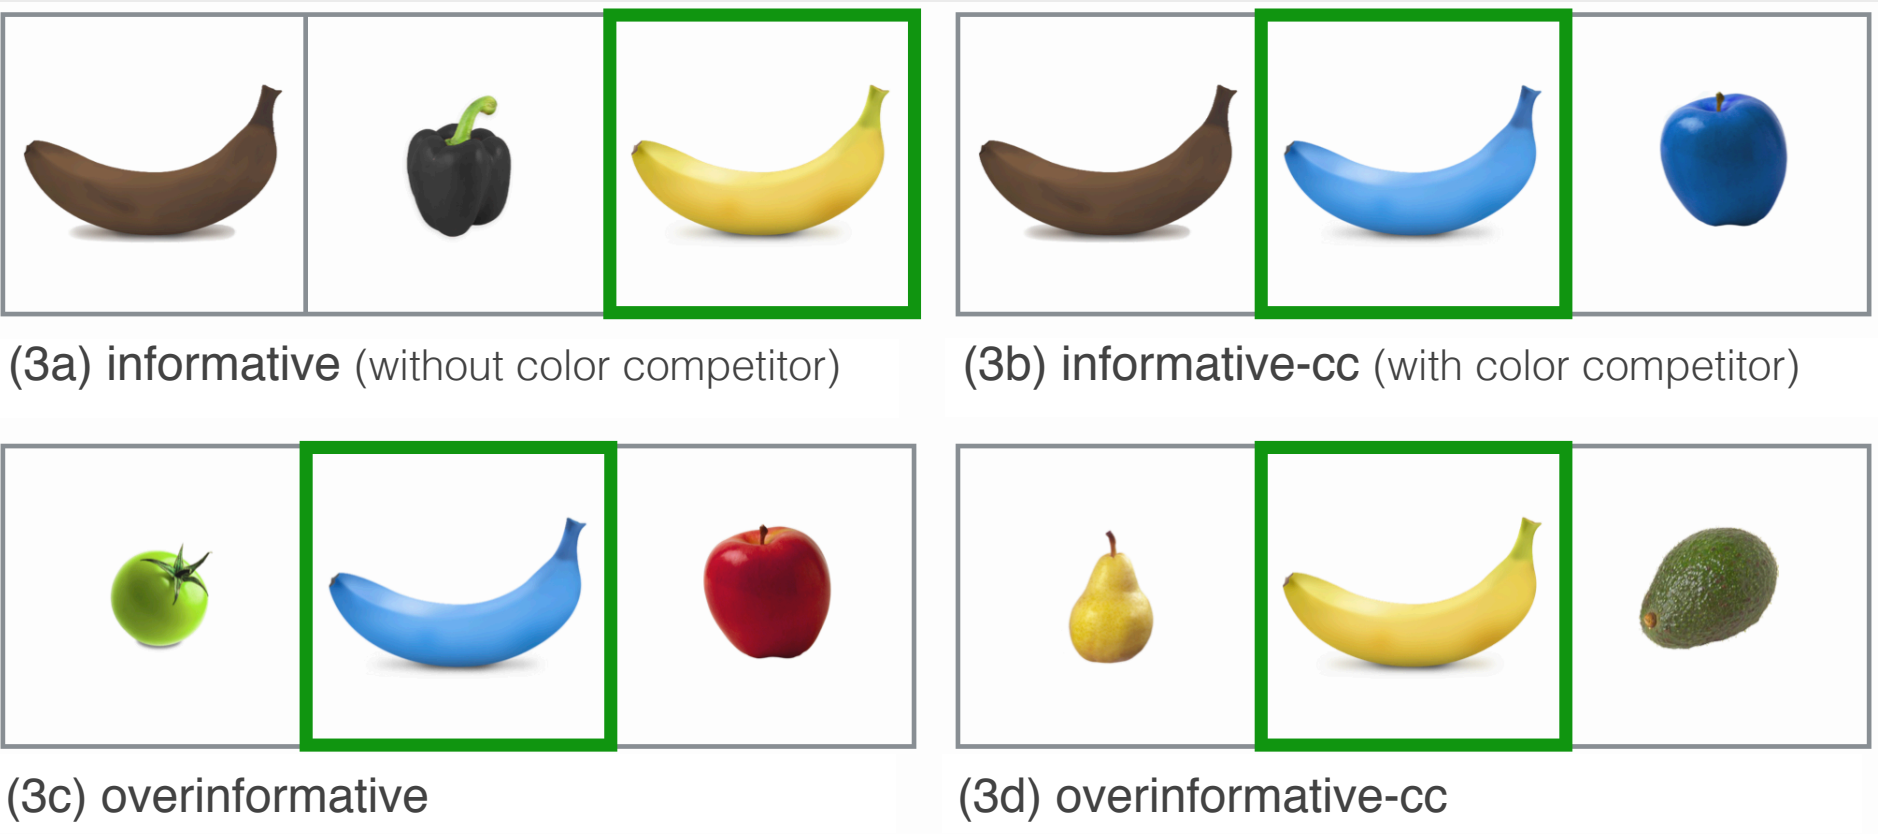 (3a) informative (without color competitor)
(3b) informative-cc (with color competitor)
(3c) overinformative
(3d) overinformative-cc